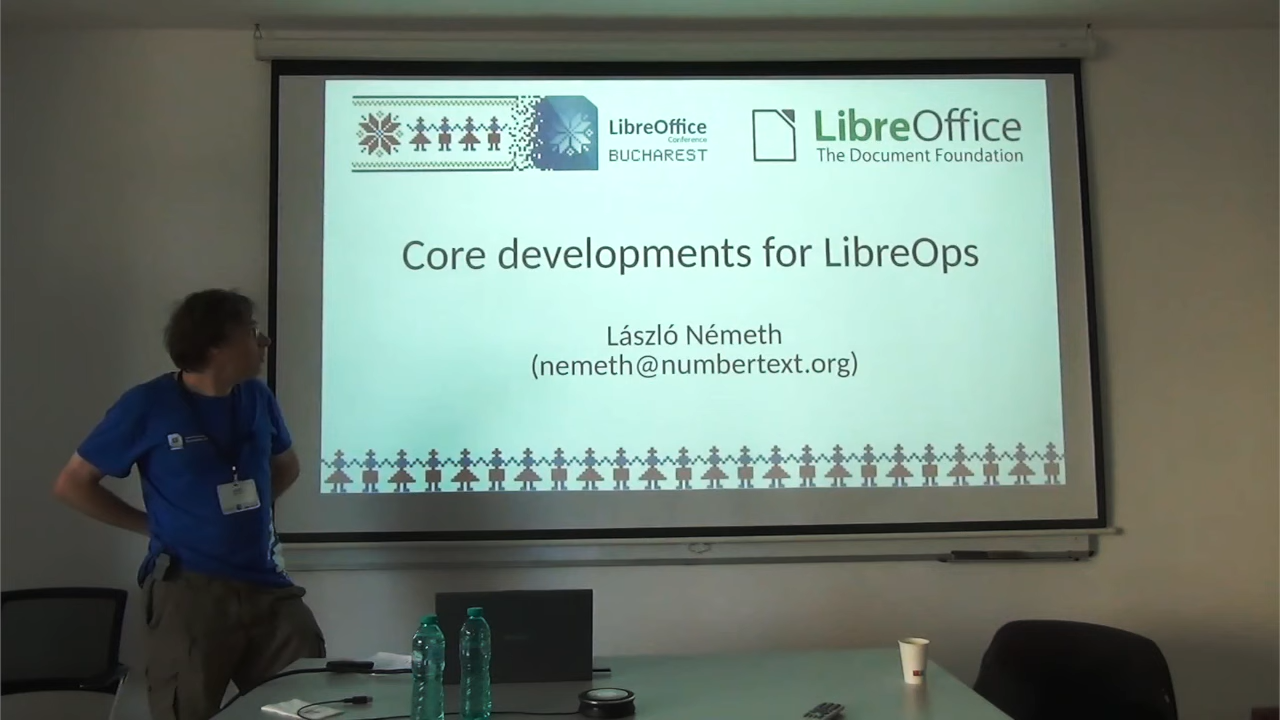 LibreOffice
Conference
BUCHAREST
LibreOffice
The Document Foundation
Core developments for LibreOps
László Németh
(nemeth@numbertext.org)